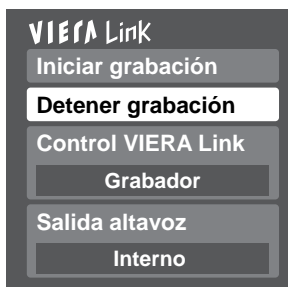 VIERA Link
Iniciar grabación
Detener grabación
Control VIERA Link
Grabador
Salida altavoz
Interno